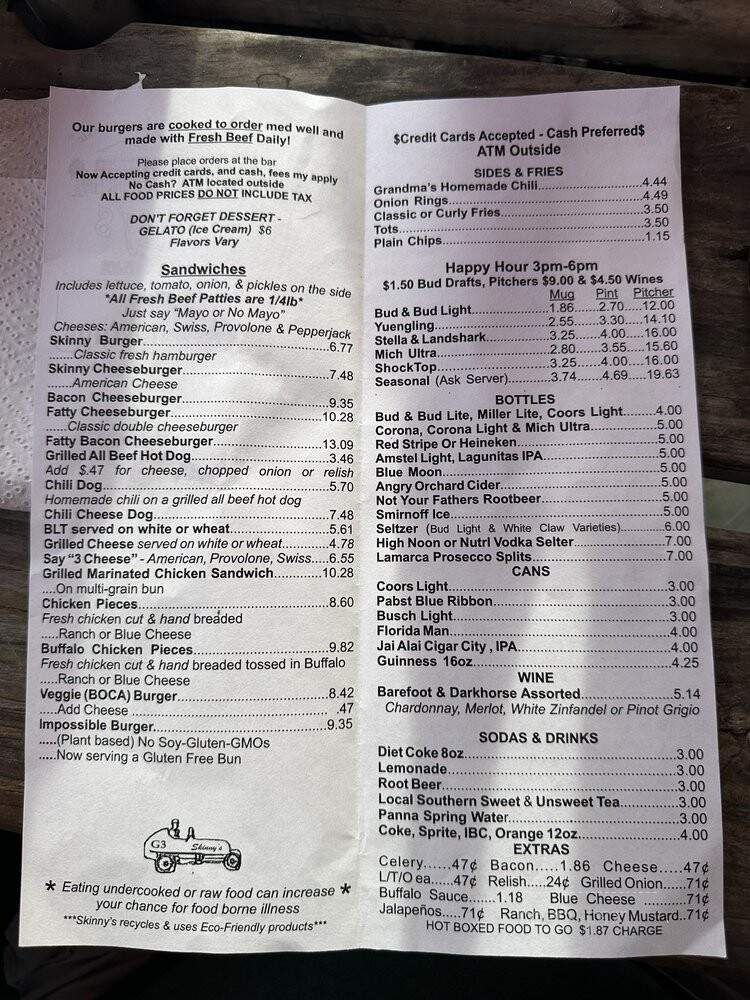 Our burgers are cooked to order med well and
made with Fresh Beef Daily!
Please place orders at the bar
Now Accepting credit cards, and cash, fees my apply
No Cash? ATM located outside
ALL FOOD PRICES DO NOT INCLUDE TAX
DON'T FORGET DESSERT -
GELATO (Ice Cream) $6
Flavors Vary
Sandwiches
Includes lettuce, tomato, onion, & pickles on the side
*All Fresh Beef Patties are 1/4lb*
Just say "Mayo or No Mayo"
Cheeses: American, Swiss, Provolone & Pepperjack
Skinny Burger..............................6.77
.......Classic fresh hamburger
Skinny Cheeseburger..............................7.48
.......American Cheese
Bacon Cheeseburger..............................9.35
Fatty Cheeseburger..............................10.28
.......Classic double cheeseburger
Fatty Bacon Cheeseburger......................13.09
Grilled All Beef Hot Dog...........................3.46
Add $.47 for cheese, chopped onion or relish
Chili Dog..............................5.70
Homemade chili on a grilled all beef hot dog
Chili Cheese Dog..............................7.48
BLT served on white or wheat....................5.61
Grilled Cheese served on white or wheat..........4.78
Say "3 Cheese" - American, Provolone, Swiss.....6.55
Grilled Marinated Chicken Sandwich...........10.28
....On multi-grain bun
Chicken Pieces..............................8.60
Fresh chicken cut & hand breaded
.....Ranch or Blue Cheese
Buffalo Chicken Pieces..............................9.82
Fresh chicken cut & hand breaded tossed in Buffalo
.....Ranch or Blue Cheese
Veggie (BOCA) Burger..............................8.42
.....Add Cheese ..............................47
Impossible Burger..............................9.35
.....(Plant based) No Soy-Gluten-GMOs
.....Now serving a Gluten Free Bun
G3 Skinny's
* Eating undercooked or raw food can increase *
your chance for food borne illness
***Skinny's recycles & uses Eco-Friendly products***
$Credit Cards Accepted - Cash Preferred$
ATM Outside
SIDES & FRIES
Grandma's Homemade Chili....................4.44
Onion Rings..............................4.49
Classic or Curly Fries..............................3.50
Tots..............................3.50
Plain Chips..............................1.15
Happy Hour 3pm-6pm
$1.50 Bud Drafts, Pitchers $9.00 & $4.50 Wines
Mug Pint Pitcher
Bud & Bud Light...............1.86......2.70.....12.00
Yuengling....................2.55.....3.30.....14.10
Stella & Landshark............3.25.....4.00.....16.00
Mich Ultra....................2.80.....3.55.....15.60
ShockTop....................3.25.....4.00.....16.00
Seasonal (Ask Server)..........3.74....4.69....19.63
BOTTLES
Bud & Bud Lite, Miller Lite, Coors Light........4.00
Corona, Corona Light & Mich Ultra...............5.00
Red Stripe Or Heineken..............................5.00
Amstel Light, Lagunitas IPA......................5.00
Blue Moon..............................5.00
Angry Orchard Cider..............................5.00
Not Your Fathers Rootbeer........................5.00
Smirnoff Ice..............................5.00
Seltzer (Bud Light & White Claw Varieties)..........6.00
High Noon or Nutrl Vodka Selter..................7.00
Lamarca Prosecco Splits..........................7.00
CANS
Coors Light..............................3.00
Pabst Blue Ribbon..............................3.00
Busch Light..............................3.00
Florida Man..............................4.00
Jai Alai Cigar City , IPA..............................4.00
Guinness 16oz..............................4.25
WINE
Barefoot & Darkhorse Assorted....................5.14
Chardonnay, Merlot, White Zinfandel or Pinot Grigio
SODAS & DRINKS
Diet Coke 8oz..............................3.00
Lemonade..............................3.00
Root Beer..............................3.00
Local Southern Sweet & Unsweet Tea.............3.00
Panna Spring Water..............................3.00
Coke, Sprite, IBC, Orange 12oz...................4.00
EXTRAS
Celery......47¢ Bacon.....1.86 Cheese....47¢
L/T/O ea.....47¢ Relish....24¢ Grilled Onion.....71¢
Buffalo Sauce.......1.18 Blue Cheese ..........71¢
Jalapeños.....71¢ Ranch, BBQ, Honey Mustard..71¢
HOT BOXED FOOD TO GO $1.87 CHARGE